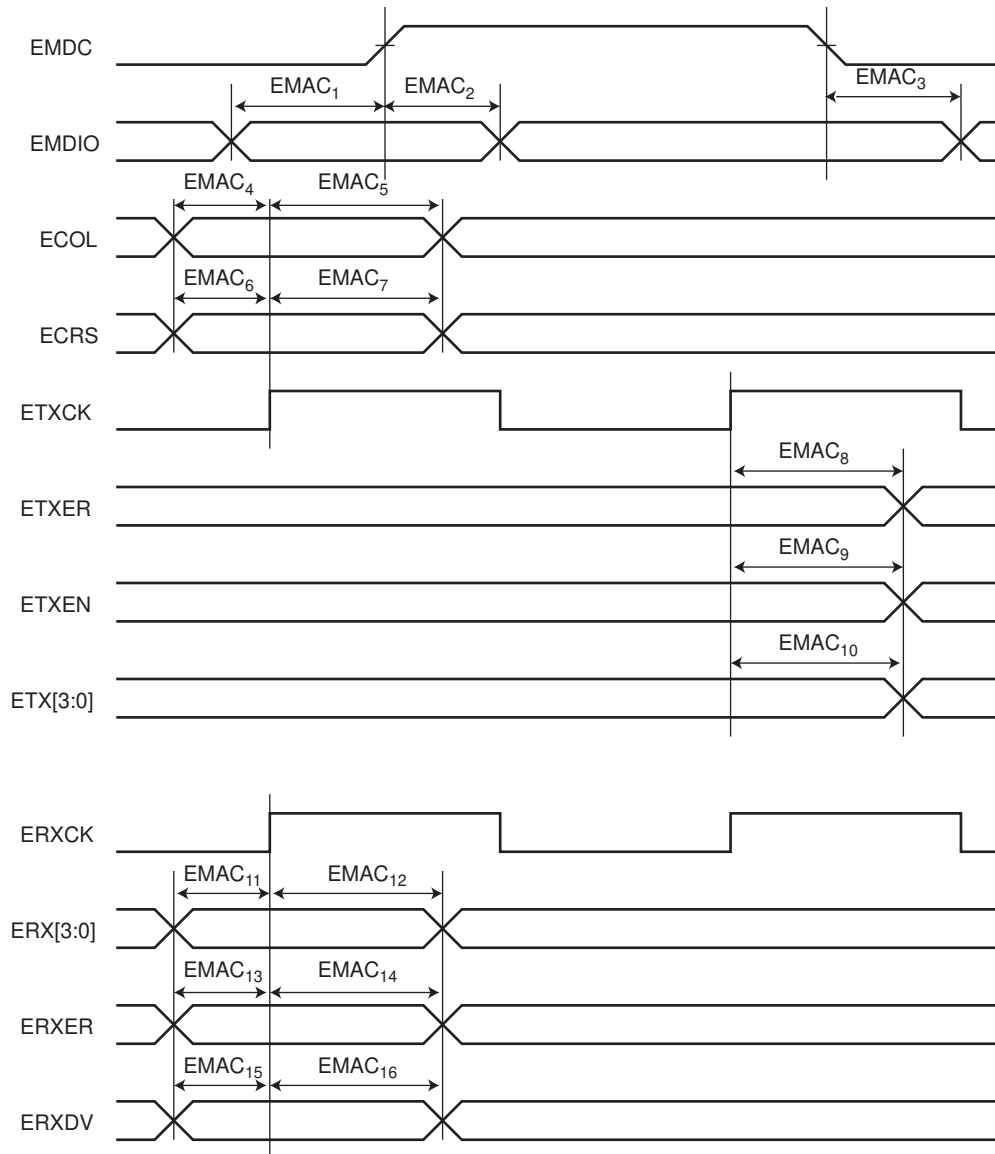 EMDC
EMAC1 EMAC2 EMAC3
EMDIO
EMAC4 EMAC5
ECOL
EMAC6 EMAC7
ECRS
ETXCK
EMAC8
ETXER
EMAC9
ETXEN
EMAC10
ETX[3:0]
ERXCK
EMAC11 EMAC12
ERX[3:0]
EMAC13 EMAC14
ERXER
EMAC15 EMAC16
ERXDV